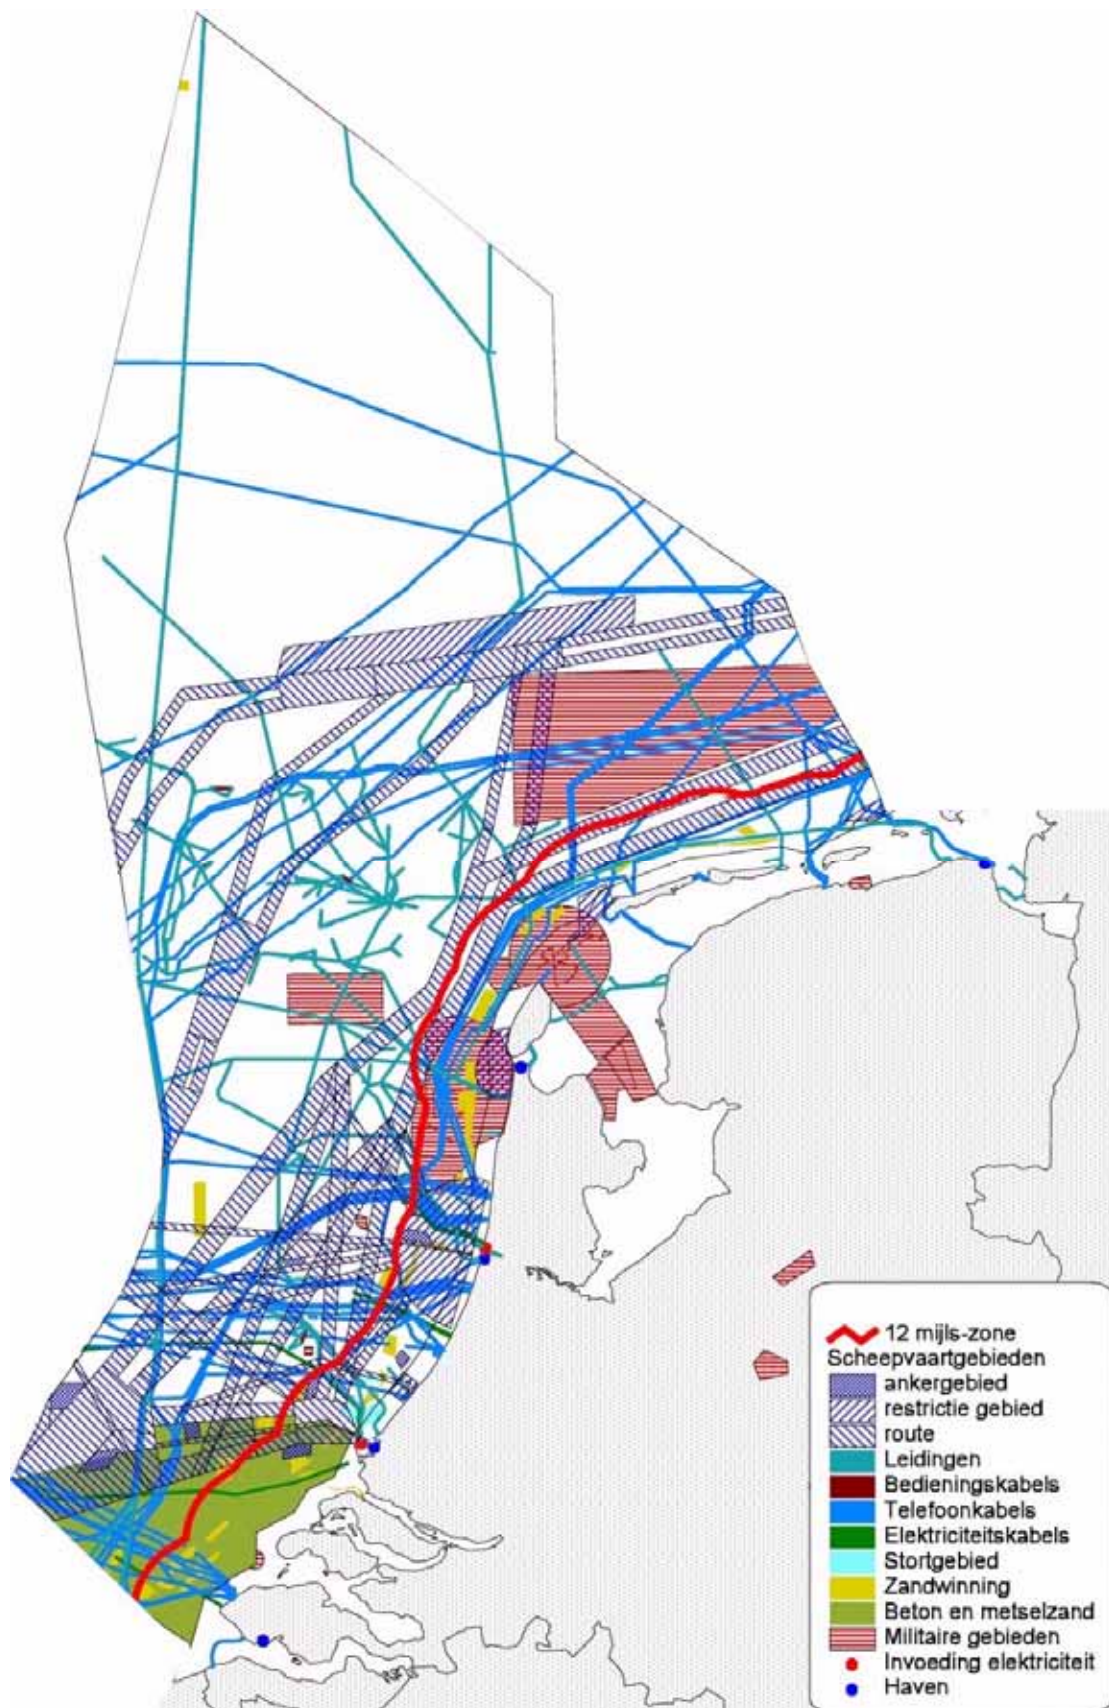 12 mijls-zone
Scheepvaartgebieden
ankergebied
restrictie gebied
route
Leidingen
Bedieningskabels
Telefoonkabels
Elektriciteitskabels
Stortgebied
Zandwinning
Beton en metselzand
Militaire gebieden
Invoeding elektriciteit
Haven